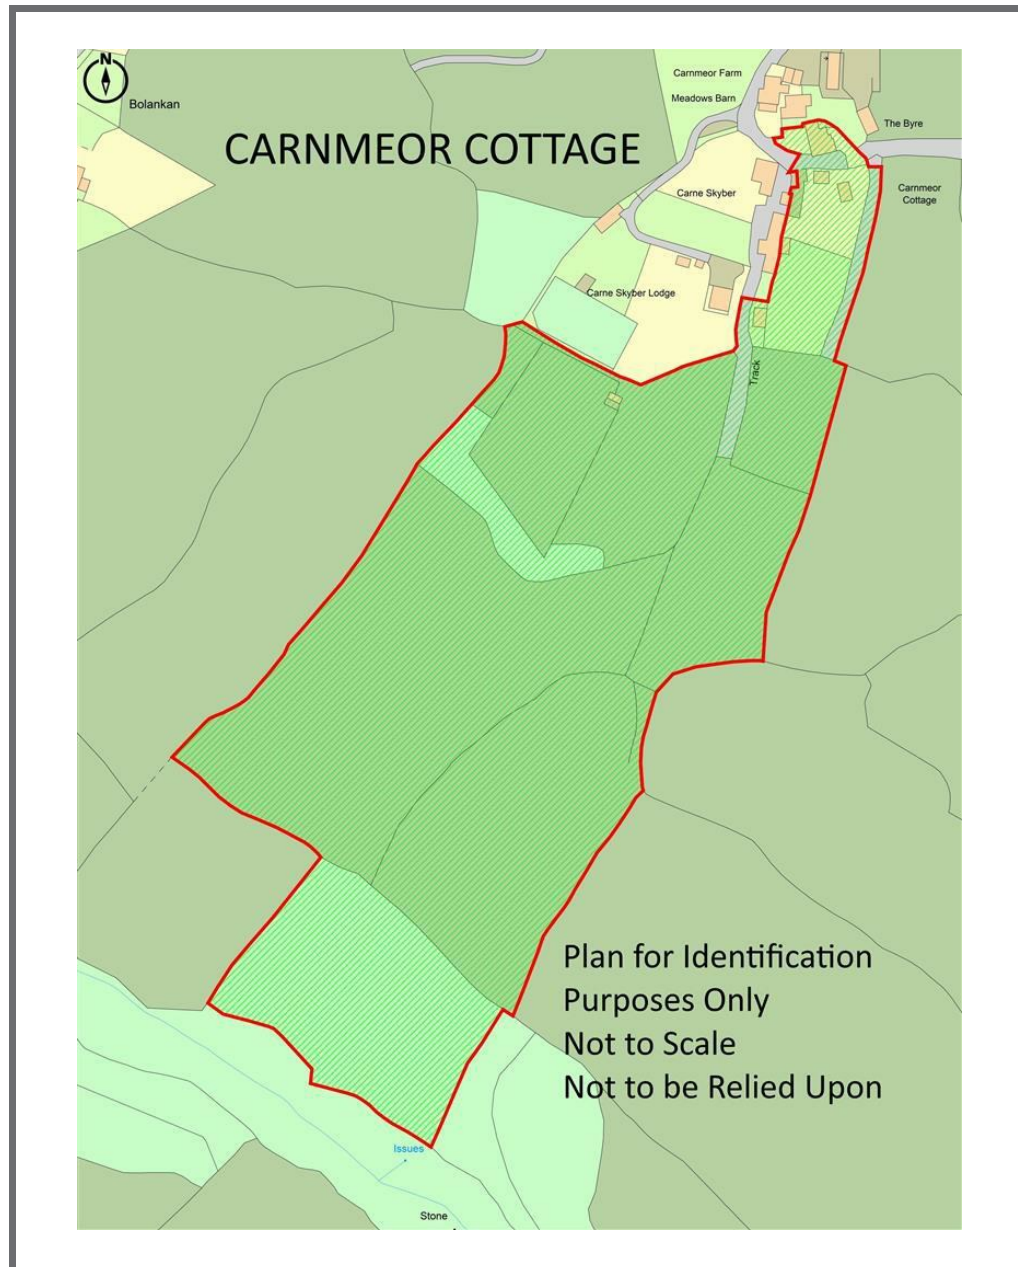 N
Bolankan
Carnmeor Farm
Meadows Barn
The Byre
CARNMEOR COTTAGE
Carne Skyber
Carnmeor
Cottage
Carne Skyber Lodge
Track
Plan for Identification
Purposes Only
Not to Scale
Not to be Relied Upon
Issues
Stone